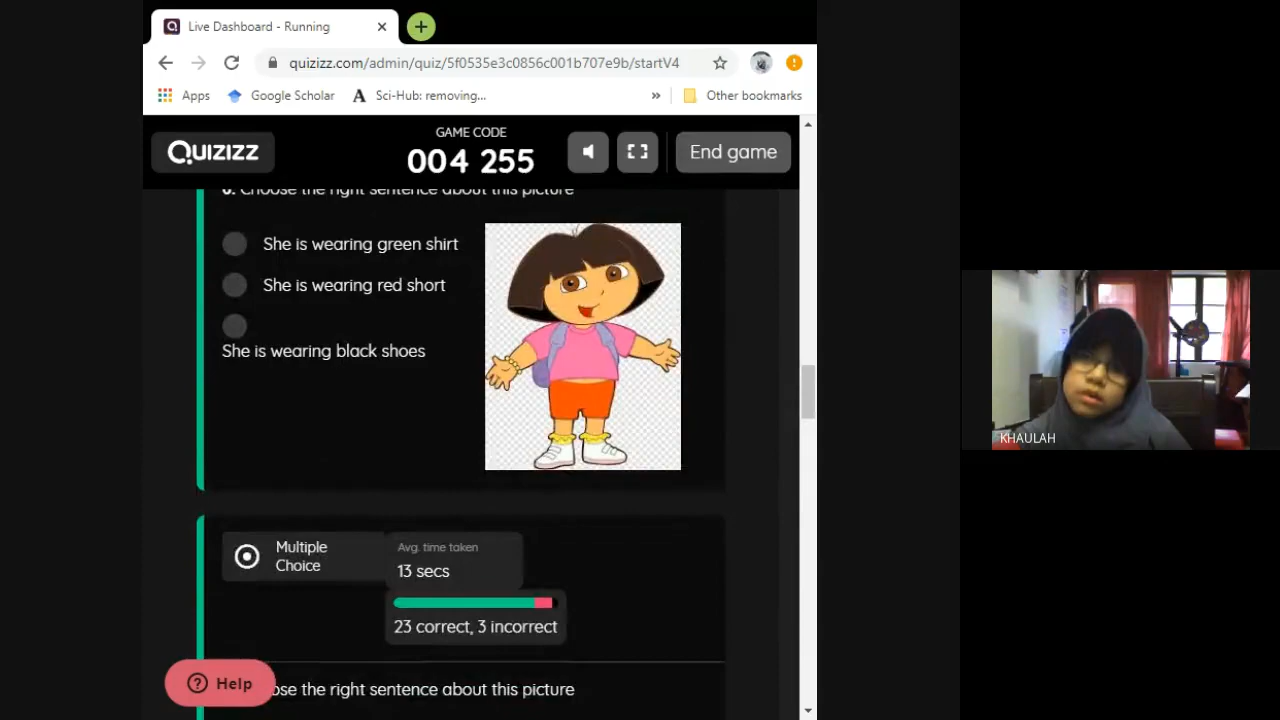 Live Dashboard - Running
quizizz.com/admin/quiz/5f0535e3c0856c001b707e9b/startV4
Apps
Google Scholar
Sci-Hub: removing...
»
Other bookmarks
QUIZIZZ
GAME CODE
004 255
End game
6. Choose the right sentence about this picture
She is wearing green shirt
She is wearing red short
She is wearing black shoes
KHAULAH
Multiple
Choice
Avg. time taken
13 secs
23 correct, 3 incorrect
Help
ose the right sentence about this picture